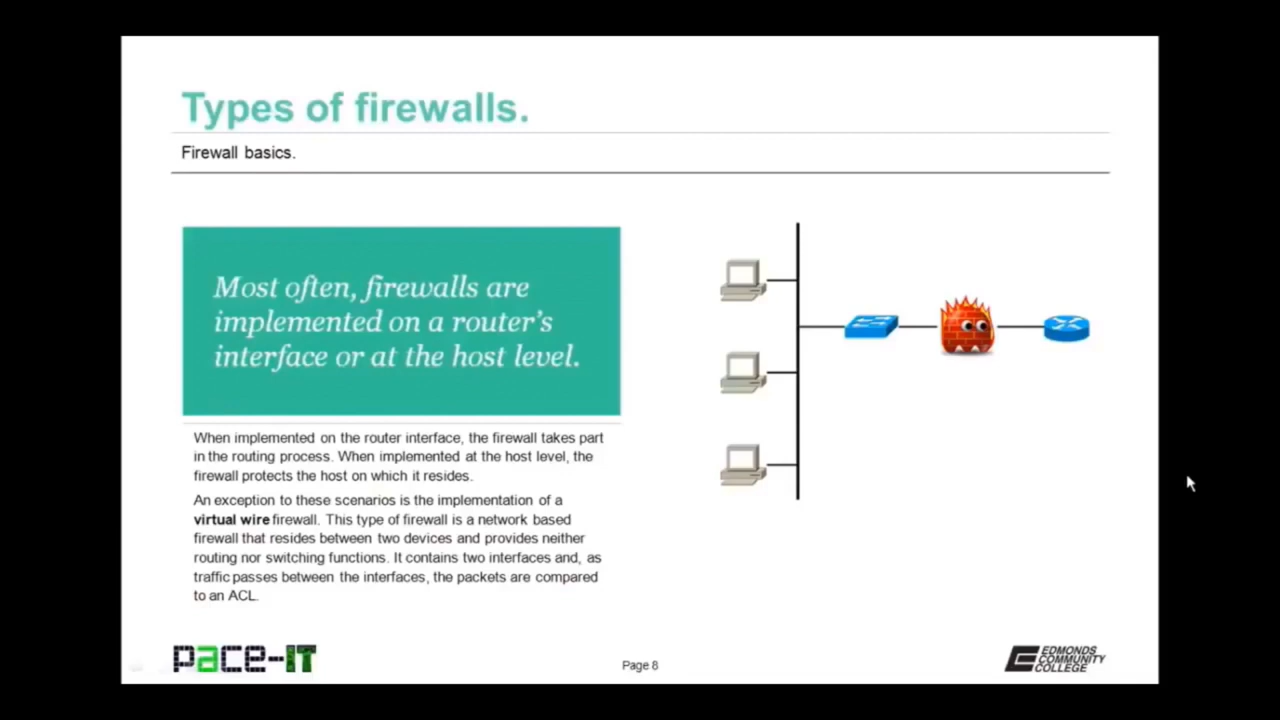 Types of firewalls.
Firewall basics.
Most often, firewalls are
implemented on a router's
interface or at the host level.
When implemented on the router interface, the firewall takes part
in the routing process. When implemented at the host level, the
firewall protects the host on which it resides.
An exception to these scenarios is the implementation of a
virtual wire firewall. This type of firewall is a network based
firewall that resides between two devices and provides neither
routing nor switching functions. It contains two interfaces and, as
traffic passes between the interfaces, the packets are compared
to an ACL.
pace-IT
Page 8
EDMONDS
COMMUNITY
COLLEGE